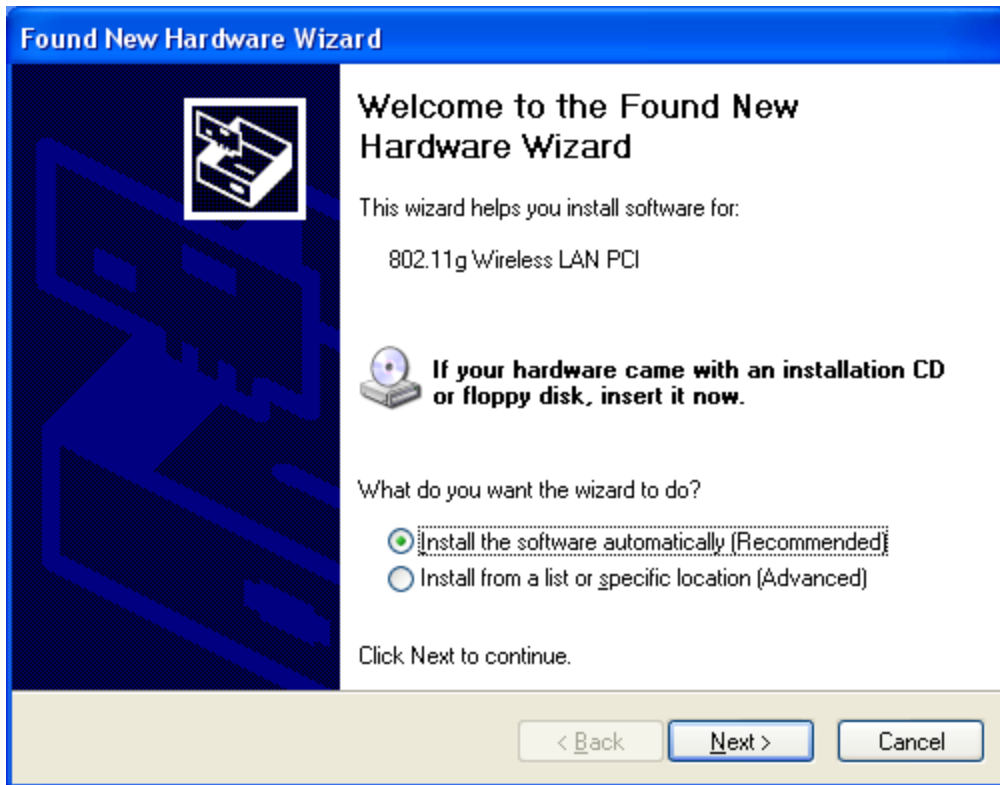 Found New Hardware Wizard
Welcome to the Found New
Hardware Wizard
This wizard helps you install software for:
802.11g Wireless LAN PCI
If your hardware came with an installation CD
or floppy disk, insert it now.
What do you want the wizard to do?
Install the software automatically (Recommended)
Install from a list or specific location (Advanced)
Click Next to continue.
< Back Next > Cancel